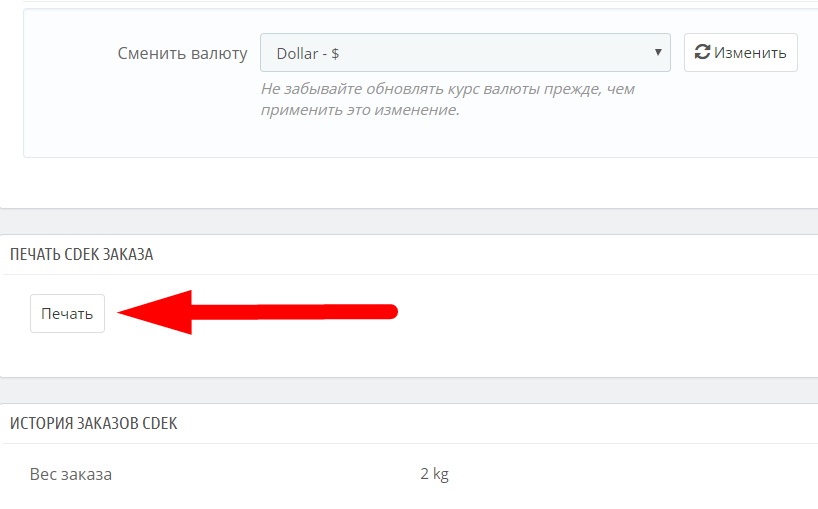 Сменить валюту
Dollar - $
Изменить
Не забывайте обновлять курс валюты прежде, чем
применить это изменение.
ПЕЧАТЬ CDEK ЗАКАЗА
Печать
ИСТОРИЯ ЗАКАЗОВ CDEK
Вес заказа
2 kg